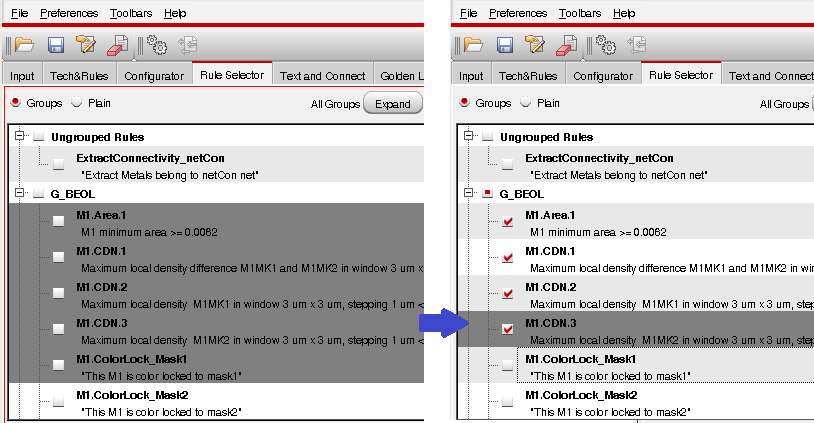 File Preferences Toolbars Help
Input Tech&Rules Configurator Rule Selector Text and Connect Golden L
Groups Plain All Groups Expand
Ungrouped Rules
ExtractConnectivity_netCon
"Extract Metals belong to netCon net"
G_BEOL
M1.Area.1
M1 minimum area >= 0.0062
M1.CDN.1
Maximum local density difference M1MK1 and M1MK2 in window 3 um x
M1.CDN.2
Maximum local density M1MK1 in window 3 um x 3 um, stepping 1 um <
M1.CDN.3
Maximum local density M1MK2 in window 3 um x 3 um, stepping 1 um <
M1.ColorLock_Mask1
"This M1 is color locked to mask1"
M1.ColorLock_Mask2
"This M1 is color locked to mask2"
File Preferences Toolbars Help
Input Tech&Rules Configurator Rule Selector Text and Connect
Groups Plain All Groups
Ungrouped Rules
ExtractConnectivity_netCon
"Extract Metals belong to netCon net"
G_BEOL
M1.Area.1
M1 minimum area >= 0.0062
M1.CDN.1
Maximum local density difference M1MK1 and M1MK2 in wir
M1.CDN.2
Maximum local density M1MK1 in window 3 um x 3 um, step
M1.CDN.3
Maximum local density M1MK2 in window 3 um x 3 um, step
M1.ColorLock_Mask1
"This M1 is color locked to mask1"
M1.ColorLock_Mask2
"This M1 is color locked to mask2"